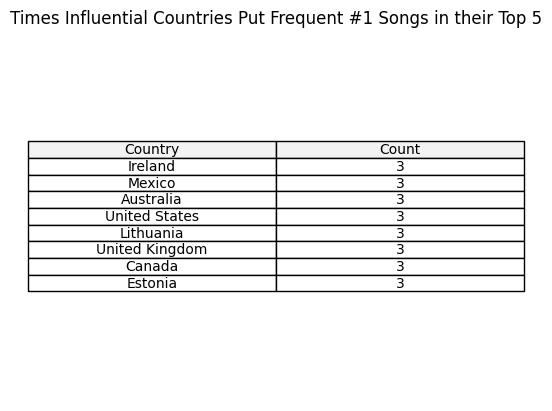 Times Influential Countries Put Frequent #1 Songs in their Top 5
Country Count
Ireland 3
Mexico 3
Australia 3
United States 3
Lithuania 3
United Kingdom 3
Canada 3
Estonia 3